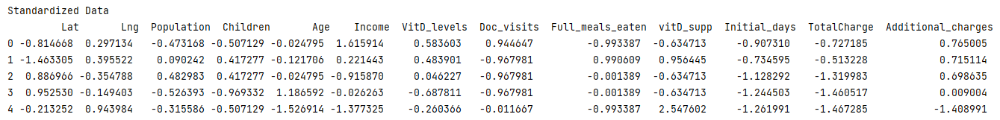 Standardized Data
Lat Lng Population Children Age Income VitD_levels Doc_visits Full_meals_eaten vitD_supp Initial_days TotalCharge Additional_charges
0 -0.814668 0.297134 -0.473168 -0.507129 -0.024795 1.615914 0.583603 0.944647 -0.993387 -0.634713 -0.907310 -0.727185 0.765005
1 -1.463305 0.395522 0.090242 0.417277 -0.121706 0.221443 0.483901 -0.967981 0.990609 0.956445 -0.734595 -0.513228 0.715114
2 0.886966 -0.354788 0.482983 0.417277 -0.024795 -0.915870 0.046227 -0.967981 -0.001389 -0.634713 -1.128292 -1.319983 0.698635
3 0.952530 -0.149403 -0.526393 -0.969332 1.186592 -0.026263 -0.687811 -0.967981 -0.001389 -0.634713 -1.244503 -1.460517 0.009004
4 -0.213252 0.943984 -0.315586 -0.507129 -1.526914 -1.377325 -0.260366 -0.011667 -0.993387 2.547602 -1.261991 -1.467285 -1.408991